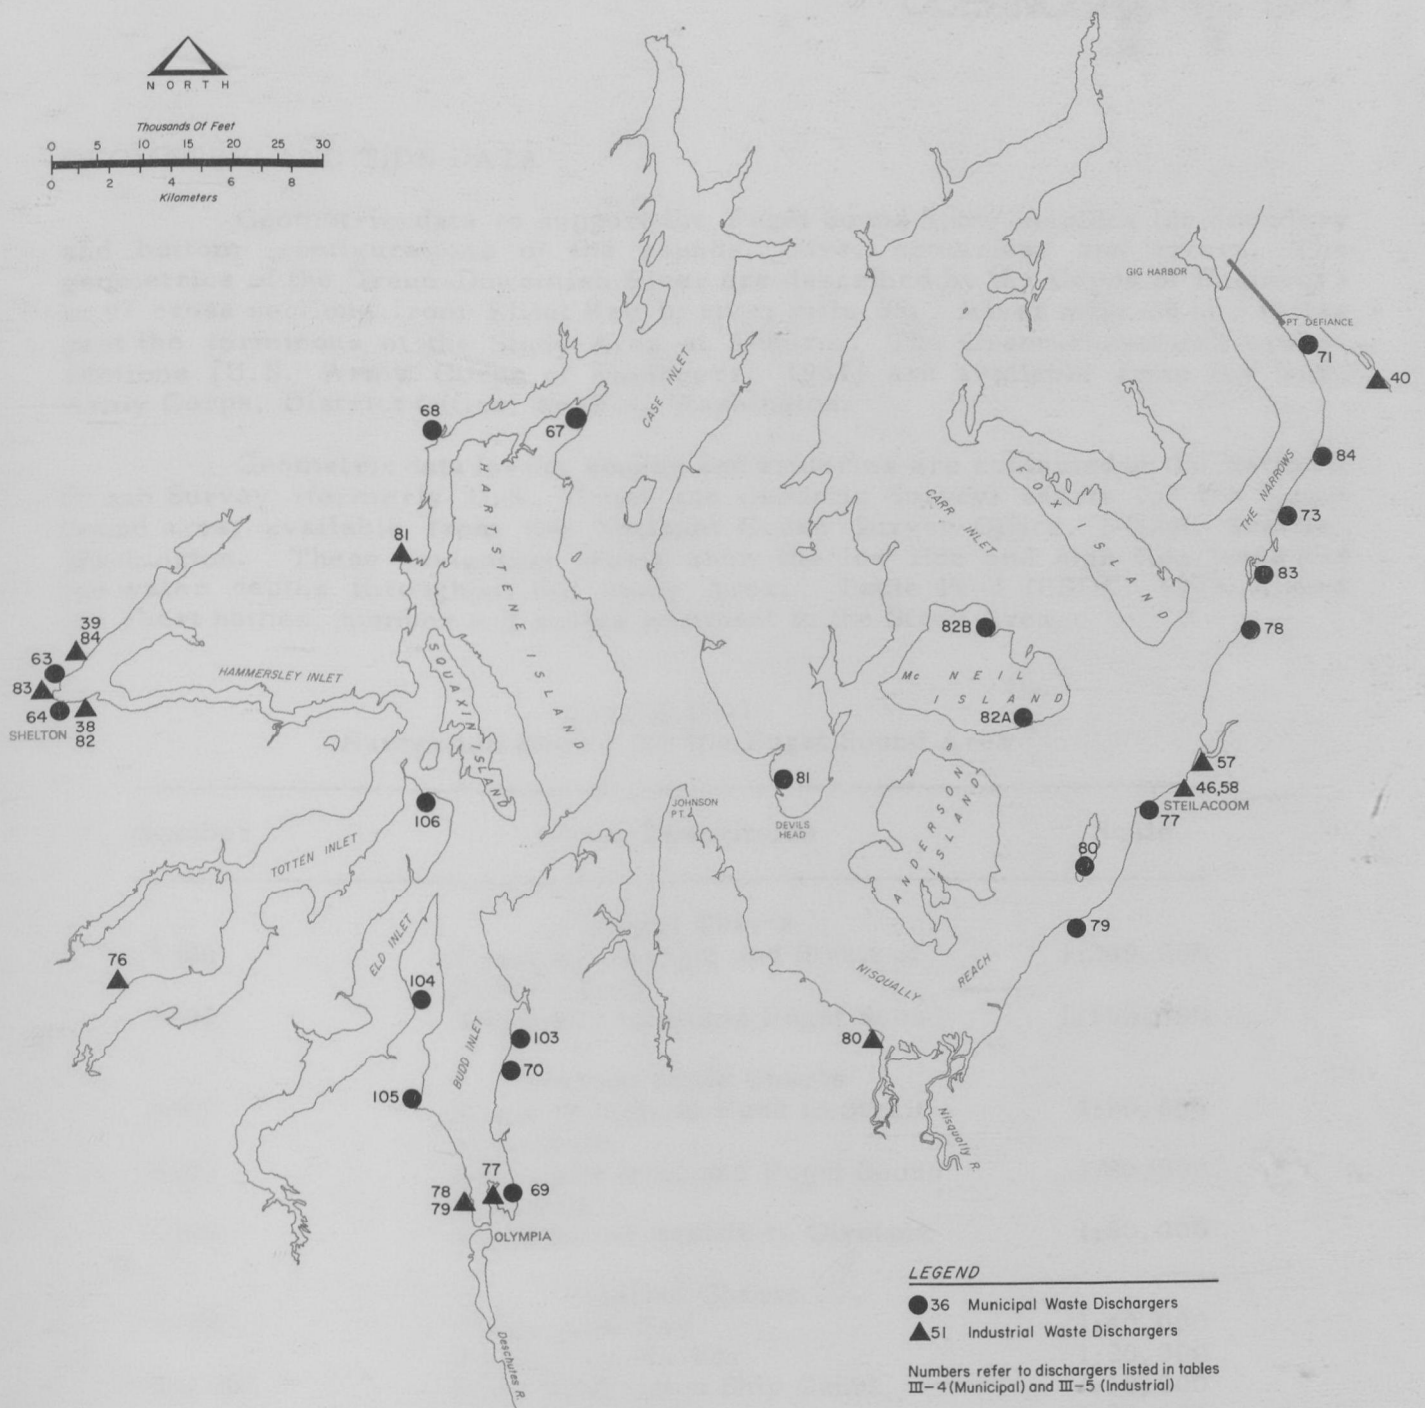 NORTH
Thousands Of Feet
0 5 10 15 20 25 30
0 2 4 6 8
Kilometers
GIG HARBOR
PT DEFIANCE
71
40
CASE INLET
68
67
84
THE NARROWS
73
HARTSTENE ISLAND
FOX ISLAND
CARR INLET
81
83
39
84
82B
78
63
HAMMERSLEY INLET
SQUAXIN ISLAND
Mc NEIL
ISLAND
83
64
38
82
SHELTON
82A
57
81
46,58
STEILACOOM
JOHNSON
PT.
DEVILS
HEAD
77
106
ANDERSON
ISLAND
TOTTEN INLET
80
79
ELD INLET
76
NISQUALLY REACH
104
103
80
BUDD INLET
70
105
Nisqually R.
77
78
79
69
OLYMPIA
Deschutes R.
LEGEND
36 Municipal Waste Dischargers
51 Industrial Waste Dischargers
Numbers refer to dischargers listed in tables
III-4 (Municipal) and III-5 (Industrial)